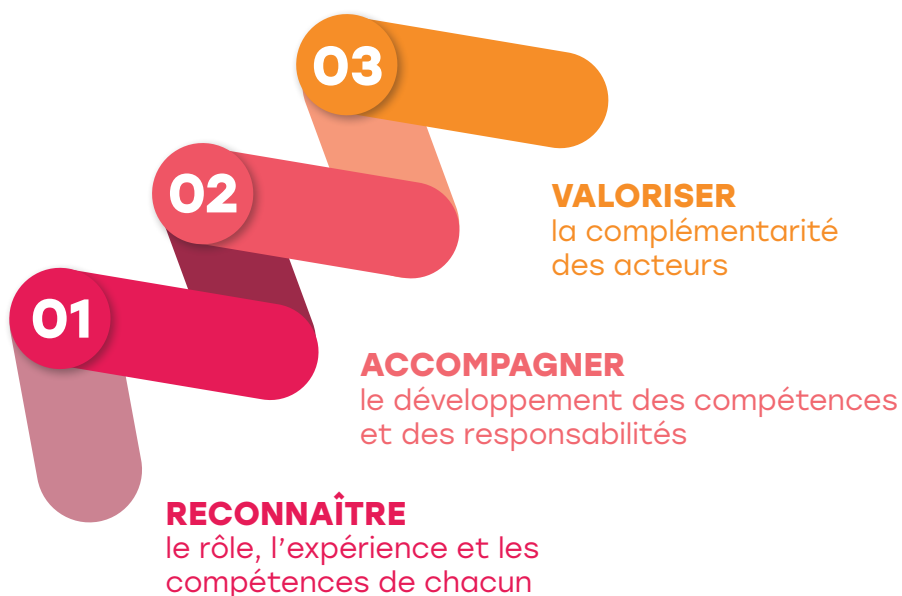 03
02
01
VALORISER
la complémentarité
des acteurs
ACCOMPAGNER
le développement des compétences
et des responsabilités
RECONNAÎTRE
le rôle, l’expérience et les
compétences de chacun